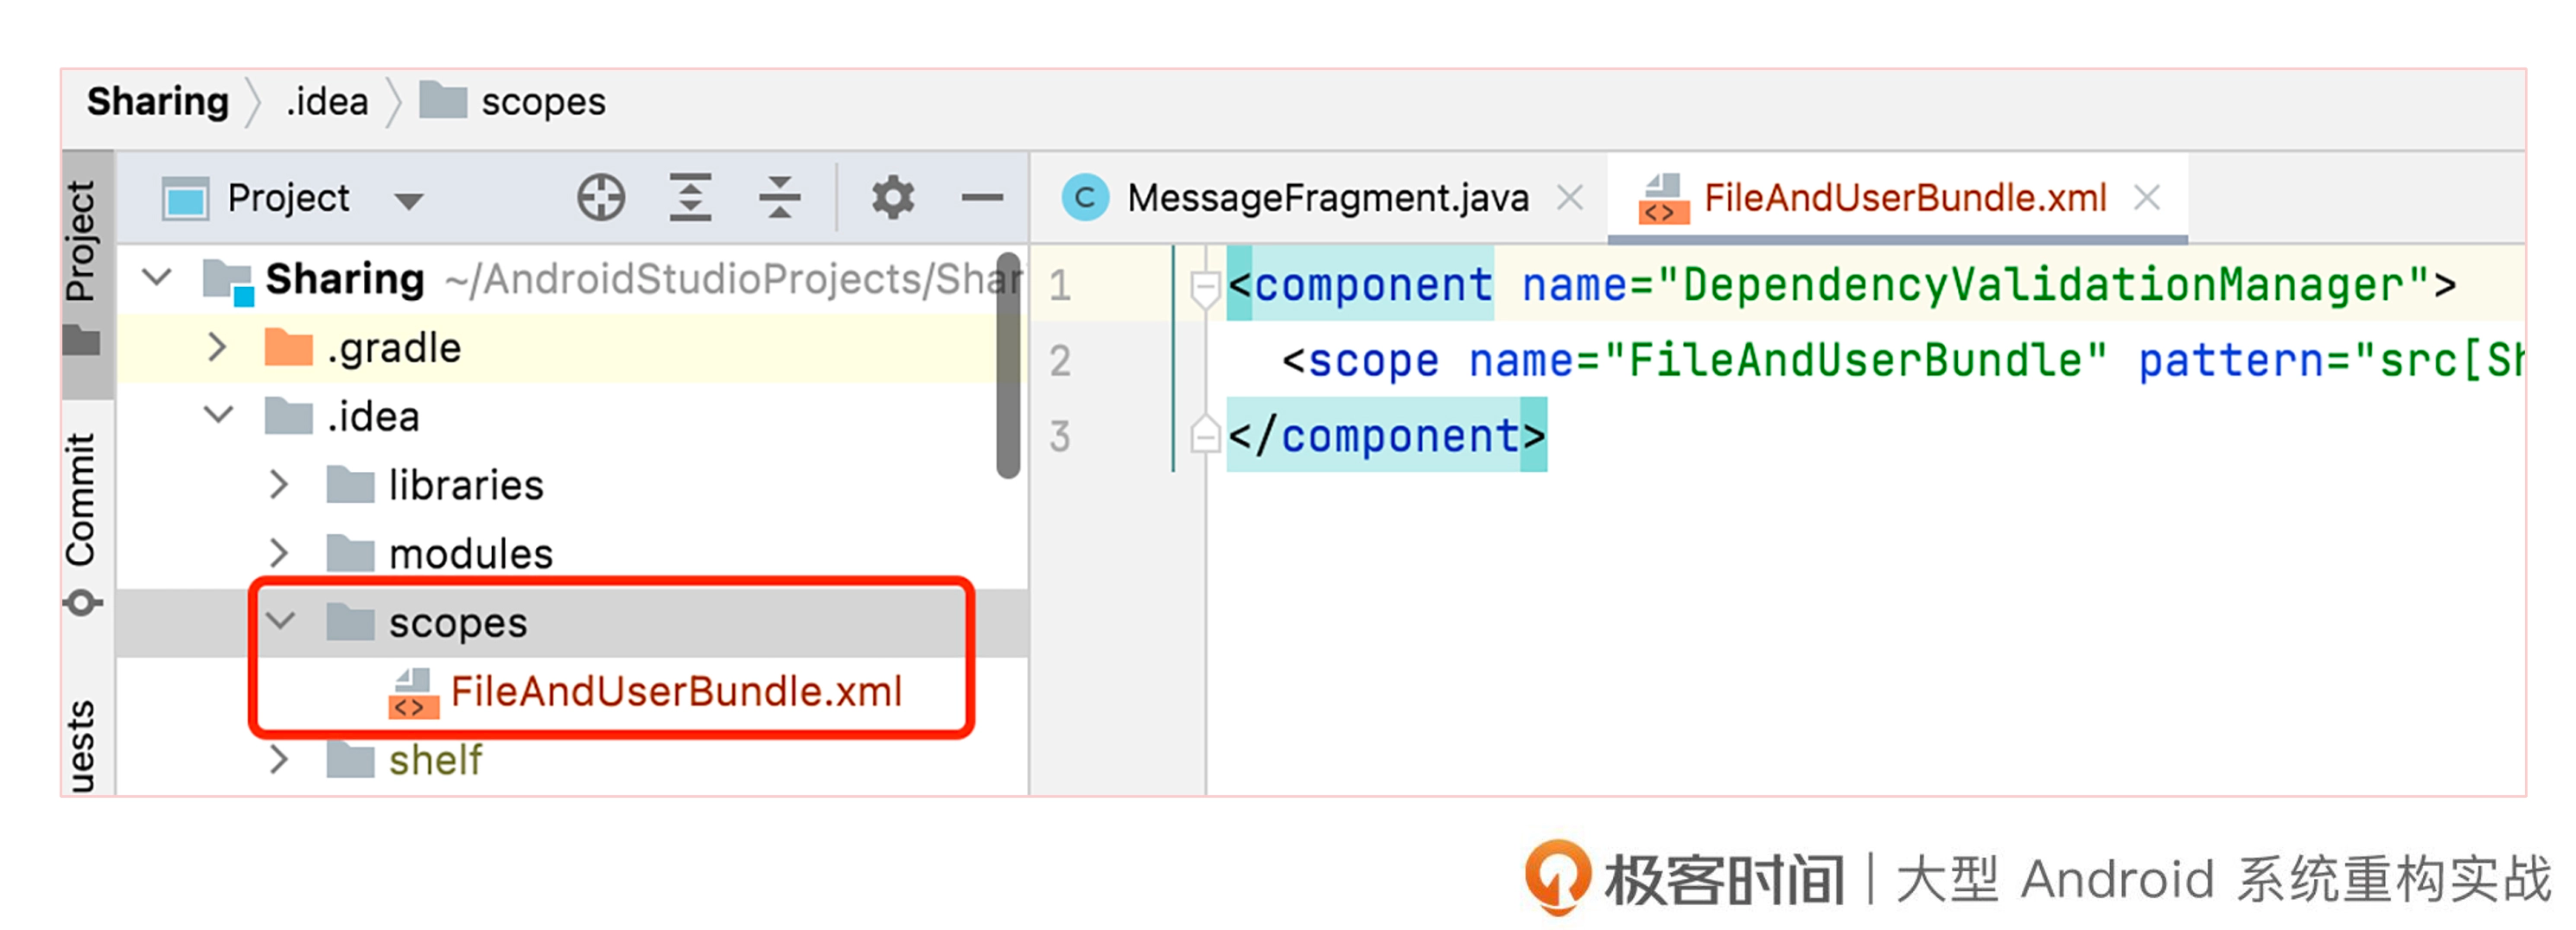 Sharing .idea scopes
Project
Commit
uests
Project
Sharing ~/AndroidStudioProjects/Shar
.gradle
.idea
libraries
modules
scopes
FileAndUserBundle.xml
shelf
MessageFragment.java FileAndUserBundle.xml
1 <component name="DependencyValidationManager">
2 <scope name="FileAndUserBundle" pattern="src[Sh
3 </component>
极客时间 | 大型 Android 系统重构实战